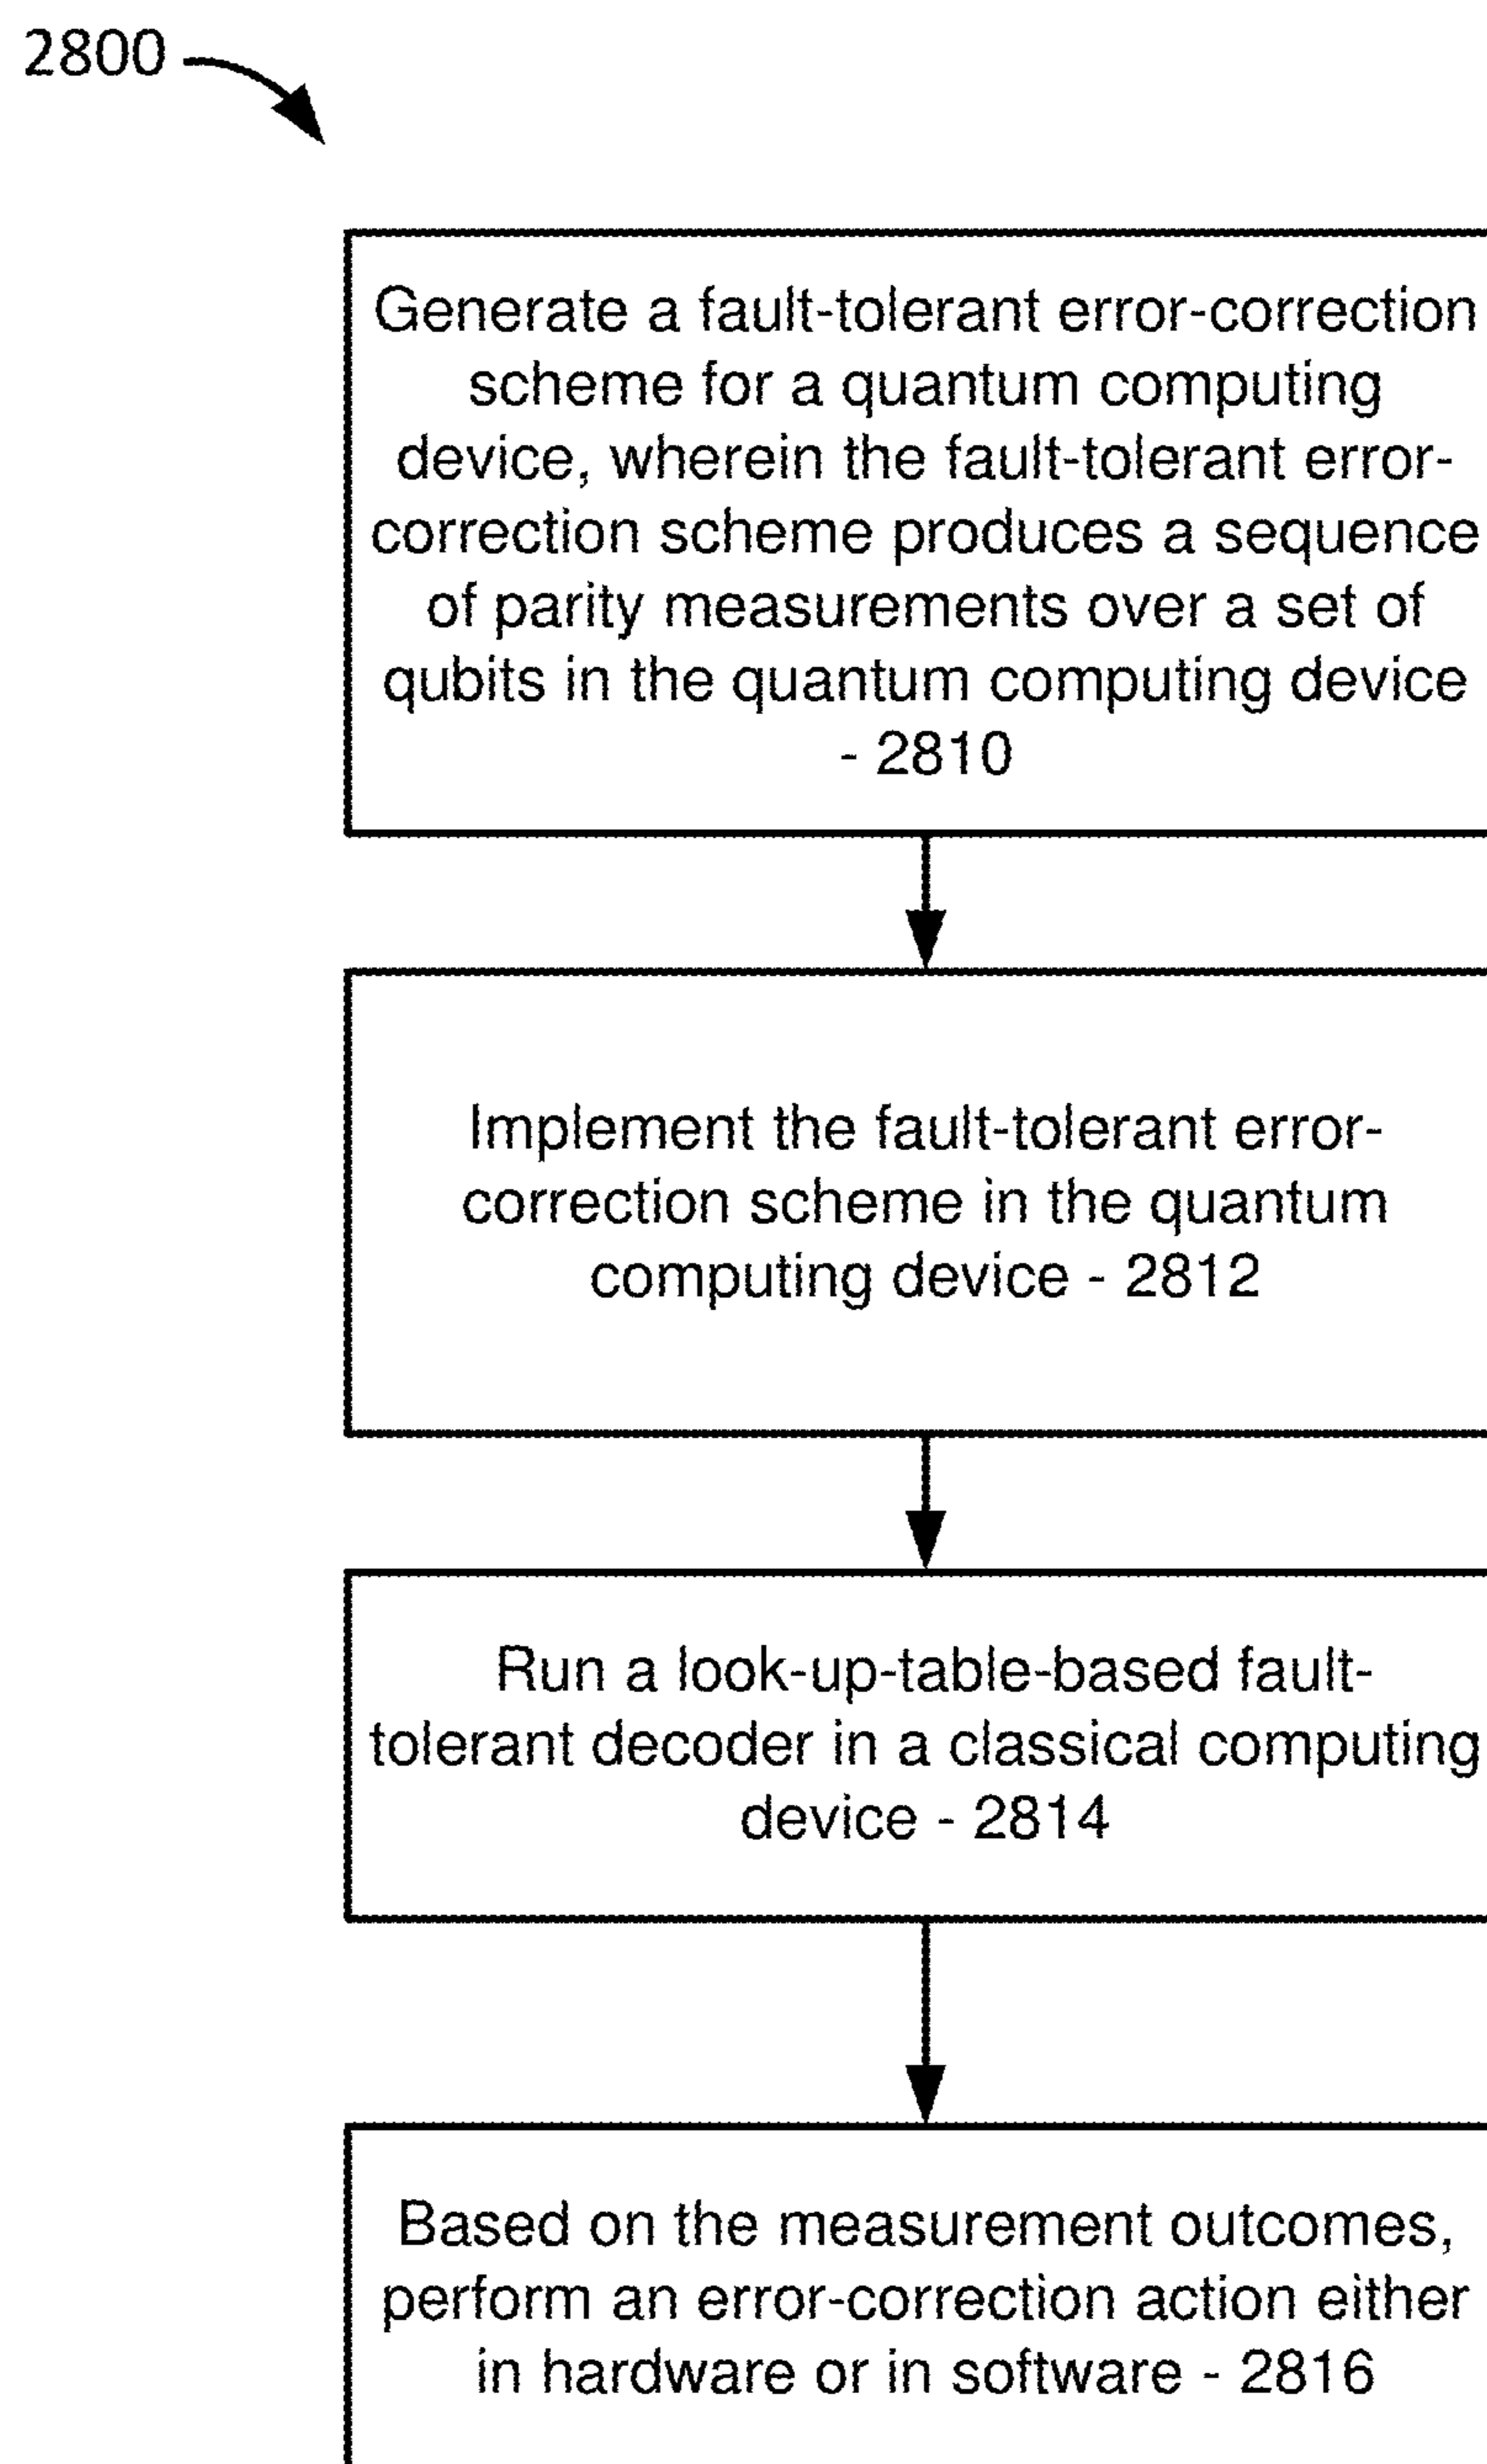 2800
Generate a fault-tolerant error-correction
scheme for a quantum computing
device, wherein the fault-tolerant error-
correction scheme produces a sequence
of parity measurements over a set of
qubits in the quantum computing device
- 2810
Implement the fault-tolerant error-
correction scheme in the quantum
computing device - 2812
Run a look-up-table-based fault-
tolerant decoder in a classical computing
device - 2814
Based on the measurement outcomes,
perform an error-correction action either
in hardware or in software - 2816